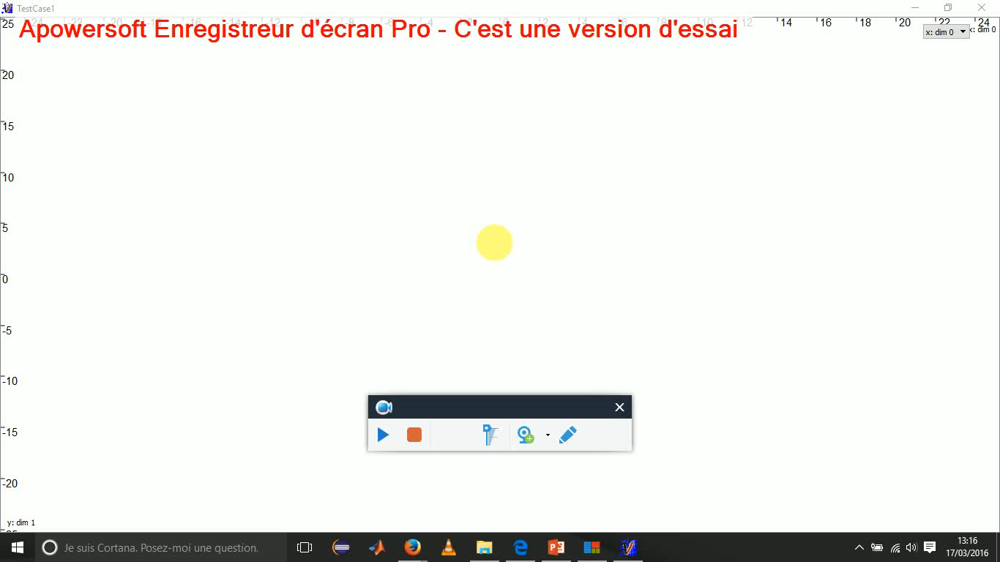 TestCase1
Apowersoft Enregistreur d'écran Pro - C'est une version d'essai
12 14 16 18 20 22 24
x: dim 0
x: dim 0
25
20
15
10
5
0
-5
-10
-15
-20
y: dim 1
Je suis Cortana. Posez-moi une question.
13:16
17/03/2016